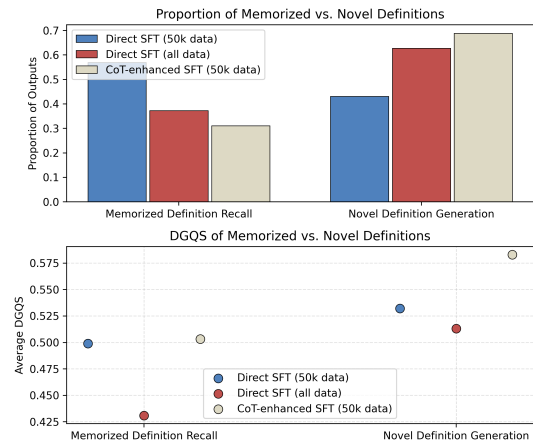 Proportion of Memorized vs. Novel Definitions
Proportion of Outputs
0.7
0.6
0.5
0.4
0.3
0.2
0.1
0.0
Direct SFT (50k data)
Direct SFT (all data)
CoT-enhanced SFT (50k data)
Memorized Definition Recall
Novel Definition Generation
DGQS of Memorized vs. Novel Definitions
Average DGQS
0.575
0.550
0.525
0.500
0.475
0.450
0.425
Direct SFT (50k data)
Direct SFT (all data)
CoT-enhanced SFT (50k data)
Memorized Definition Recall
Novel Definition Generation